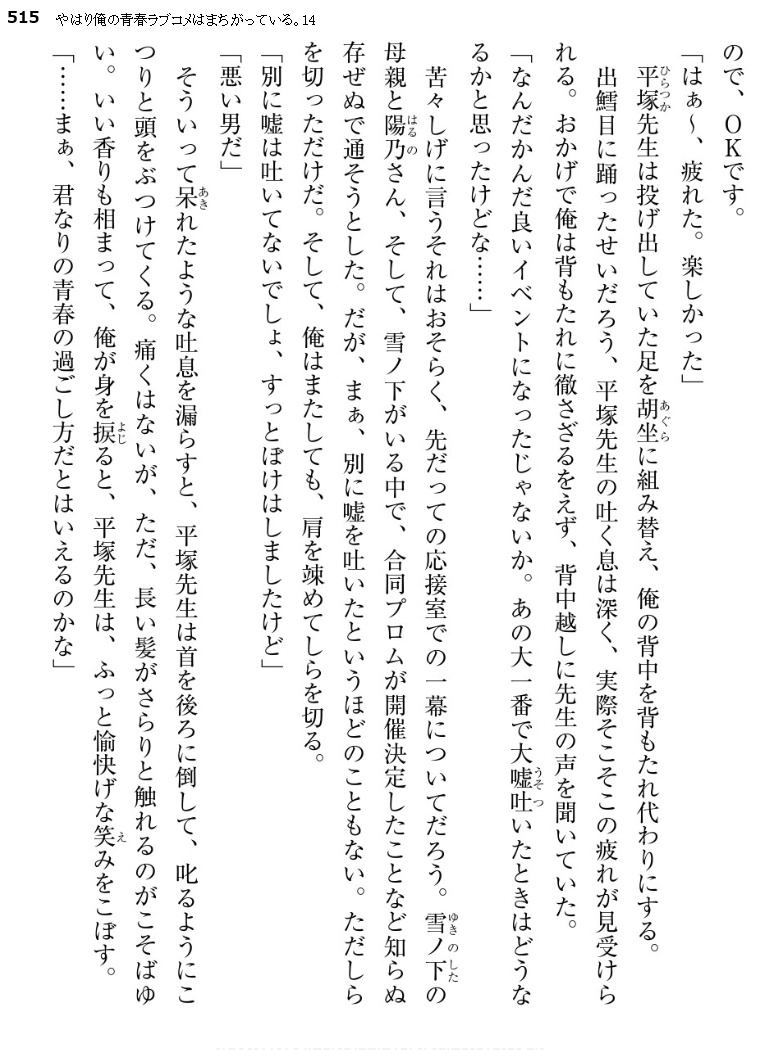 515 やはり俺の青春ラブコメはまちがっている。14
ので、OKです。
「はぁ〜、疲れた。楽しかった」
平塚先生は投げ出していた足を胡坐に組み替え、俺の背中を背もたれ代わりにする。
出鱈目に踊ったせいだろう、平塚先生の吐く息は深く、実際そこそこの疲れが見受けら
れる。おかげで俺は背もたれに徹さざるをえず、背中越しに先生の声を聞いていた。
「なんだかんだ良いイベントになったじゃないか。あの大一番で大嘘吐いたときはどうな
るかと思ったけどな……」
苦々しげに言うそれはおそらく、先だっての応接室での一幕についてだろう。雪ノ下の
母親と陽乃さん、そして、雪ノ下がいる中で、合同プロムが開催決定したことなど知らぬ
存ぜぬで通そうとした。だが、まぁ、別に嘘を吐いたというほどのこともない。ただしら
を切っただけだ。そして、俺はまたしても、肩を竦めてしらを切る。
「別に嘘は吐いてないでしょ、すっとぼけはしましたけど」
「悪い男だ」
そういって呆れたような吐息を漏らすと、平塚先生は首を後ろに倒して、叱るようにこ
つりと頭をぶつけてくる。痛くはないが、ただ、長い髪がさらりと触れるのがこそばゆ
い。いい香りも相まって、俺が身を捩ると、平塚先生は、ふっと愉快げな笑みをこぼす。
「……まぁ、君なりの青春の過ごし方だとはいえるのかな」